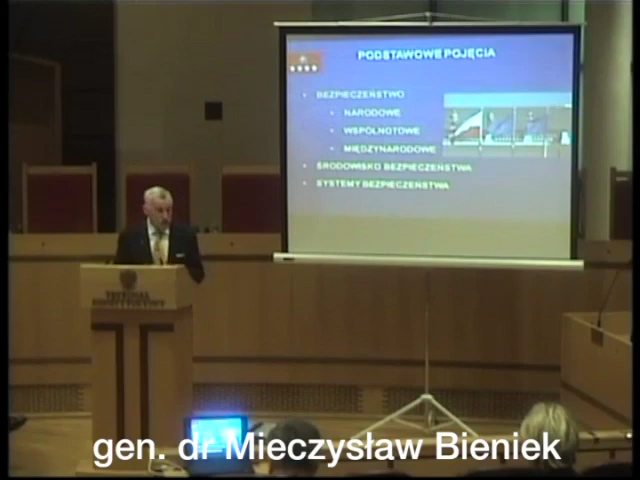 PODSTAWOWE POJĘCIA
BEZPIECZEŃSTWO
NARODOWE
WSPÓLNOTOWE
MIĘDZYNARODOWE
ŚRODOWISKO BEZPIECZEŃSTWA
SYSTEMY BEZPIECZEŃSTWA
TRYBUNAŁ
KONSTYTUCYJNY
gen. dr Mieczysław Bieniek